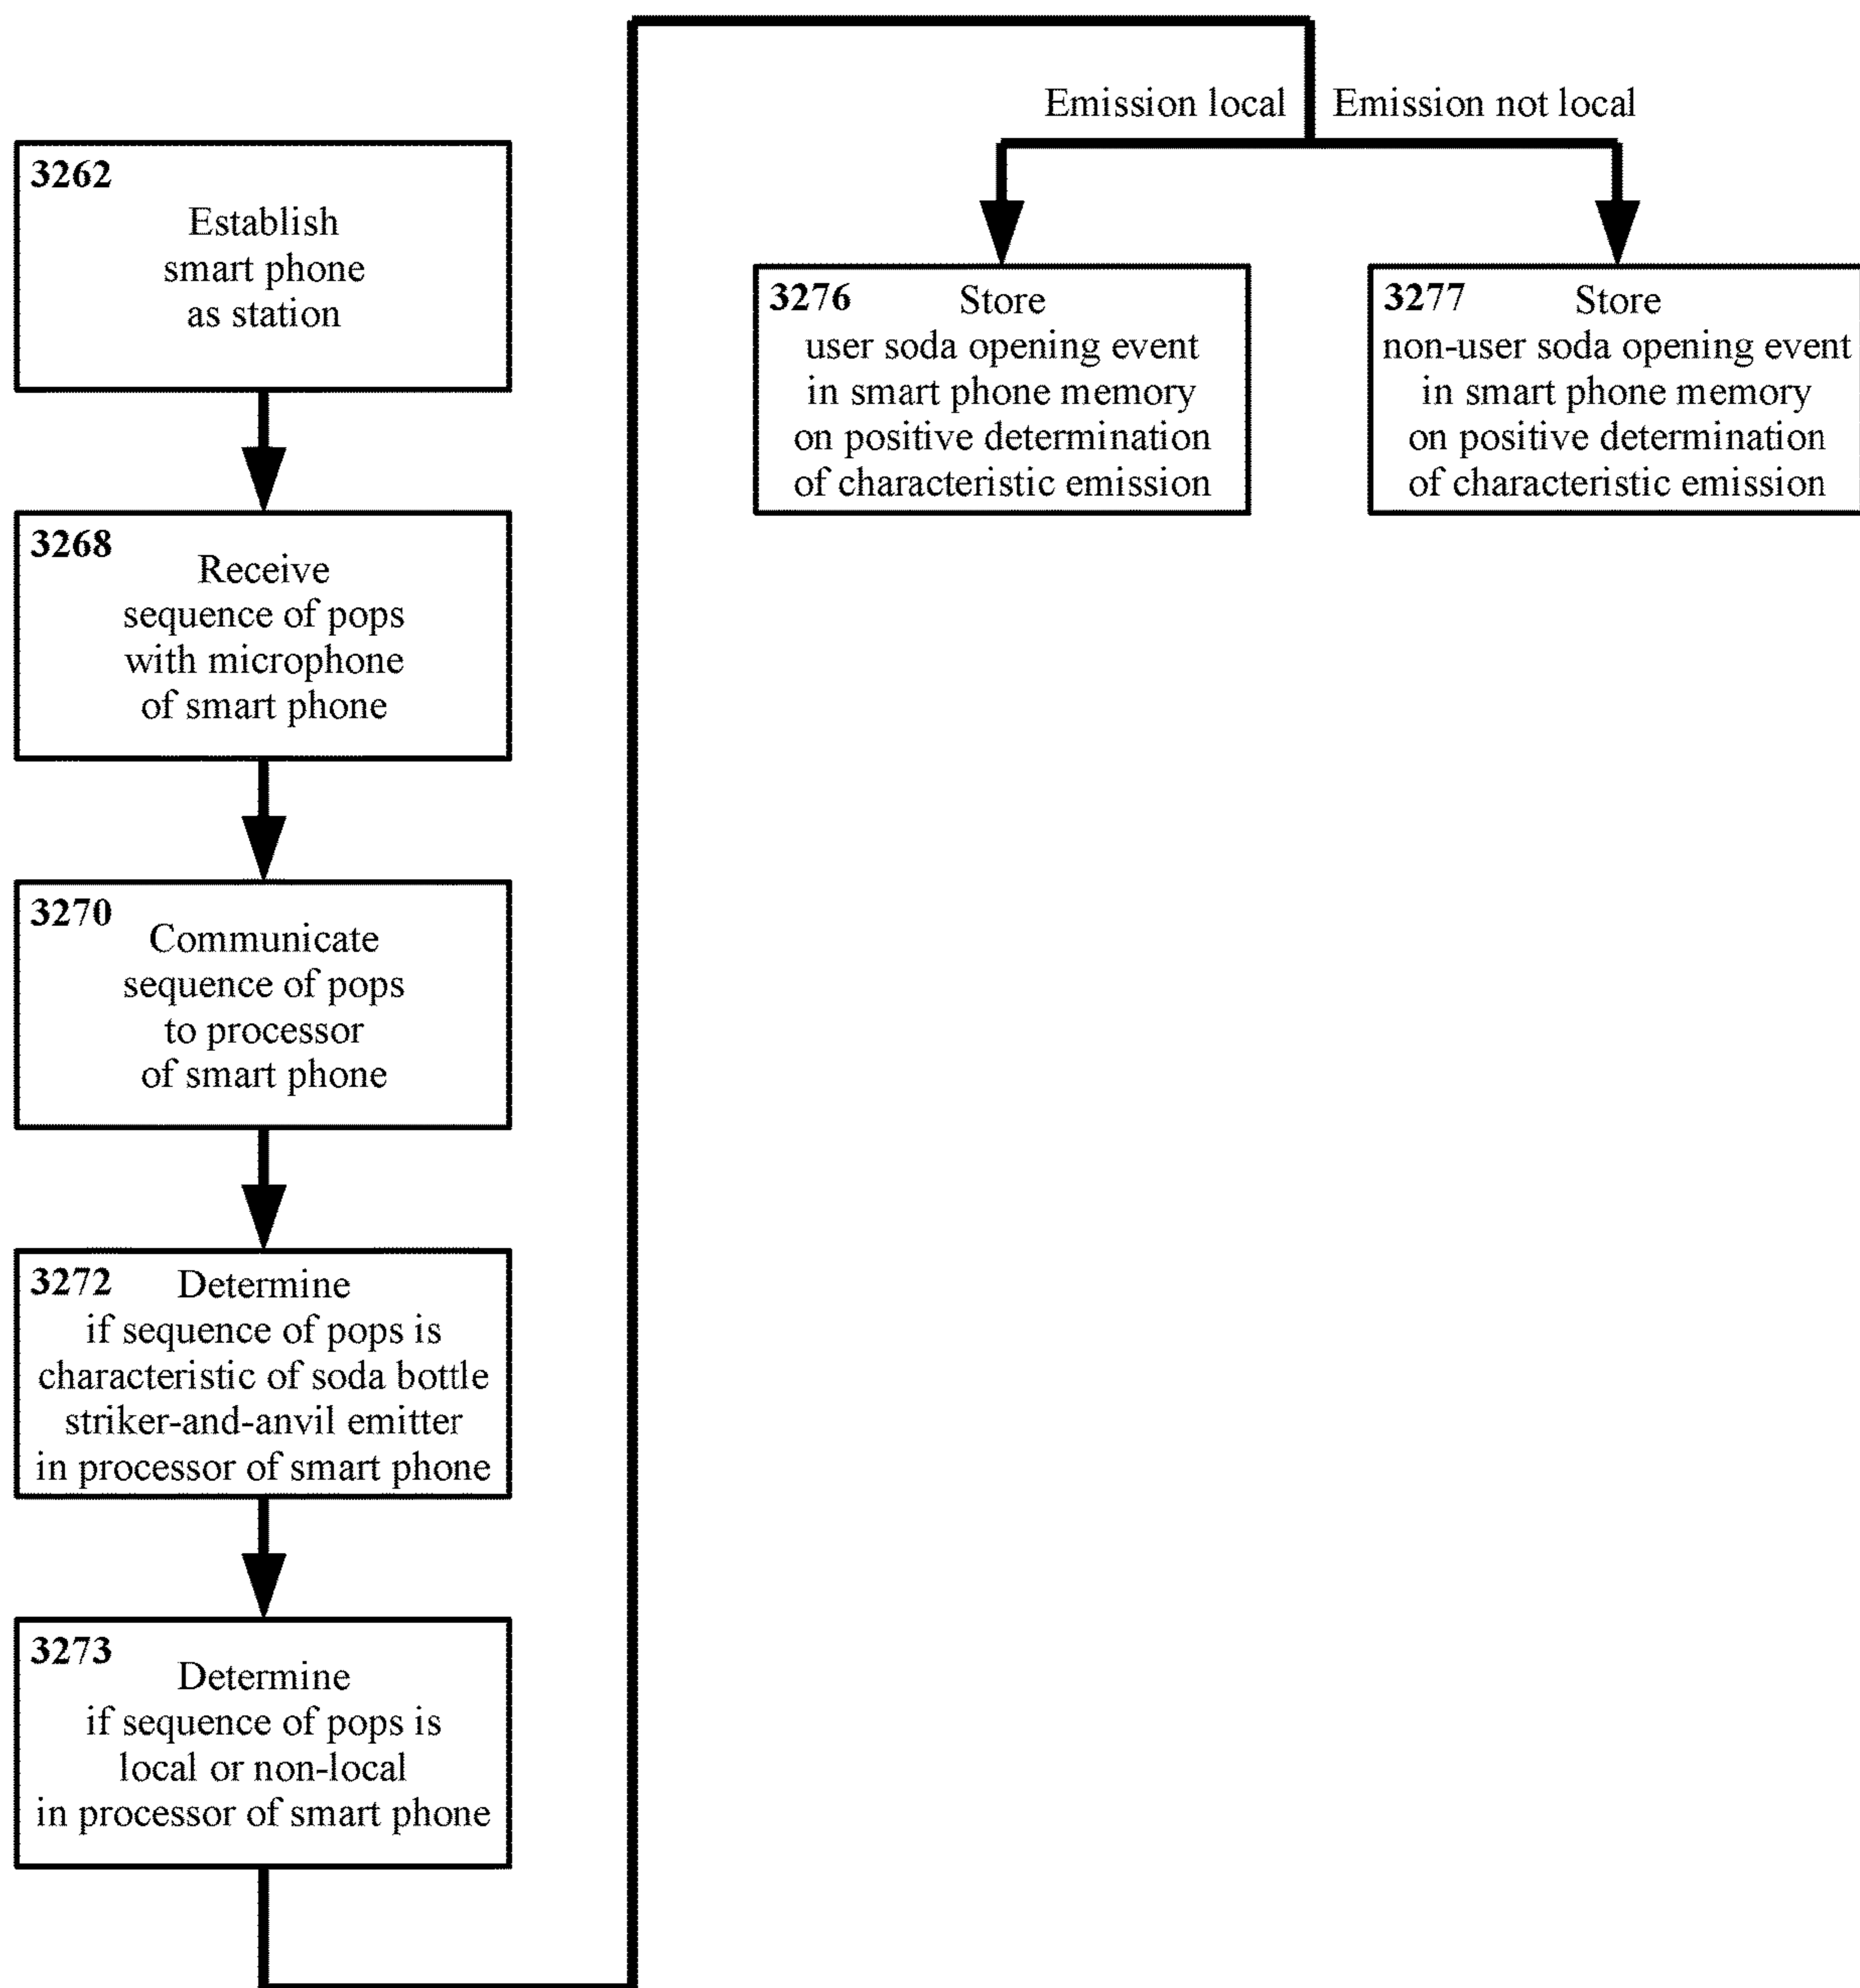 3262
Establish
smart phone
as station
3268
Receive
sequence of pops
with microphone
of smart phone
3270
Communicate
sequence of pops
to processor
of smart phone
3272 Determine
if sequence of pops is
characteristic of soda bottle
striker-and-anvil emitter
in processor of smart phone
3273
Determine
if sequence of pops is
local or non-local
in processor of smart phone
Emission local
Emission not local
3276 Store
user soda opening event
in smart phone memory
on positive determination
of characteristic emission
3277 Store
non-user soda opening event
in smart phone memory
on positive determination
of characteristic emission